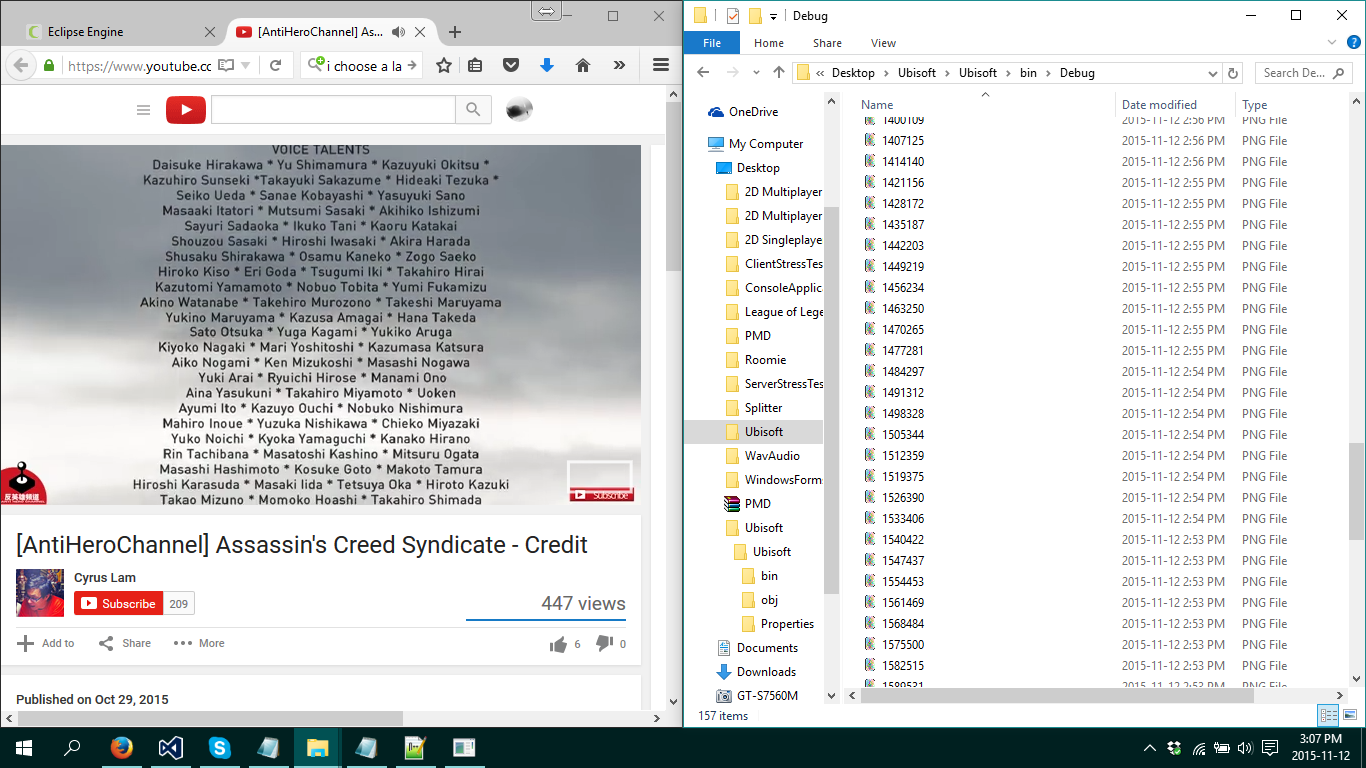 Eclipse Engine
[AntiHeroChannel] As...
https://www.youtube.cc
i choose a la
VOICE TALENTS
Daisuke Hirakawa * Yu Shimamura * Kazuyuki Okitsu *
Kazuhiro Sunseki *Takayuki Sakazume * Hideaki Tezuka *
Seiko Ueda * Sanae Kobayashi * Yasuyuki Sano
Masaaki Itatori * Mutsumi Sasaki * Akihiko Ishizumi
Sayuri Sadaoka * Ikuko Tani * Kaoru Katakai
Shouzou Sasaki * Hiroshi Iwasaki * Akira Harada
Shusaku Shirakawa * Osamu Kaneko * Zogo Saeko
Hiroko Kiso * Eri Goda * Tsugumi Iki * Takahiro Hirai
Kazutomi Yamamoto * Nobuo Tobita * Yumi Fukamizu
Akino Watanabe * Takehiro Murozono * Takeshi Maruyama
Yukino Maruyama * Kazusa Amagai * Hana Takeda
Sato Otsuka * Yuga Kagami * Yukiko Aruga
Kiyoko Nagaki * Mari Yoshitoshi * Kazumasa Katsura
Aiko Nogami * Ken Mizukoshi * Masashi Nogawa
Yuki Arai * Ryuichi Hirose * Manami Ono
Aina Yasukuni * Takahiro Miyamoto * Uoken
Ayumi Ito * Kazuyo Ouchi * Nobuko Nishimura
Mahiro Inoue * Yuzuka Nishikawa * Chieko Miyazaki
Yuko Noichi * Kyoka Yamaguchi * Kanako Hirano
Rin Tachibana * Masatoshi Kashino * Mitsuru Ogata
Masashi Hashimoto * Kosuke Goto * Makoto Tamura
Hiroshi Karasuda * Masaki Iida * Tetsuya Oka * Hiroto Kazuki
Takao Mizuno * Momoko Hoashi * Takahiro Shimada
反英雄頻道
Subscribe
[AntiHeroChannel] Assassin's Creed Syndicate - Credit
Cyrus Lam
Subscribe 209
447 views
Add to Share More 6 0
Published on Oct 29, 2015
Debug
File Home Share View
« Desktop Ubisoft Ubisoft bin Debug
Search De...
OneDrive
My Computer
Desktop
2D Multiplayer
2D Multiplayer
2D Singleplaye
ClientStressTes
ConsoleApplica
League of Lege
PMD
Roomie
ServerStressTes
Splitter
Ubisoft
WavAudio
WindowsForm
PMD
Ubisoft
Ubisoft
bin
obj
Properties
Documents
Downloads
GT-S7560M
Name Date modified Type
1400109 2015-11-12 2:56 PM PNG File
1407125 2015-11-12 2:56 PM PNG File
1414140 2015-11-12 2:56 PM PNG File
1421156 2015-11-12 2:55 PM PNG File
1428172 2015-11-12 2:55 PM PNG File
1435187 2015-11-12 2:55 PM PNG File
1442203 2015-11-12 2:55 PM PNG File
1449219 2015-11-12 2:55 PM PNG File
1456234 2015-11-12 2:55 PM PNG File
1463250 2015-11-12 2:55 PM PNG File
1470265 2015-11-12 2:55 PM PNG File
1477281 2015-11-12 2:55 PM PNG File
1484297 2015-11-12 2:54 PM PNG File
1491312 2015-11-12 2:54 PM PNG File
1498328 2015-11-12 2:54 PM PNG File
1505344 2015-11-12 2:54 PM PNG File
1512359 2015-11-12 2:54 PM PNG File
1519375 2015-11-12 2:54 PM PNG File
1526390 2015-11-12 2:54 PM PNG File
1533406 2015-11-12 2:54 PM PNG File
1540422 2015-11-12 2:53 PM PNG File
1547437 2015-11-12 2:53 PM PNG File
1554453 2015-11-12 2:53 PM PNG File
1561469 2015-11-12 2:53 PM PNG File
1568484 2015-11-12 2:53 PM PNG File
1575500 2015-11-12 2:53 PM PNG File
1582515 2015-11-12 2:53 PM PNG File
1589531 2015-11-12 2:53 PM PNG File
157 items
3:07 PM
2015-11-12